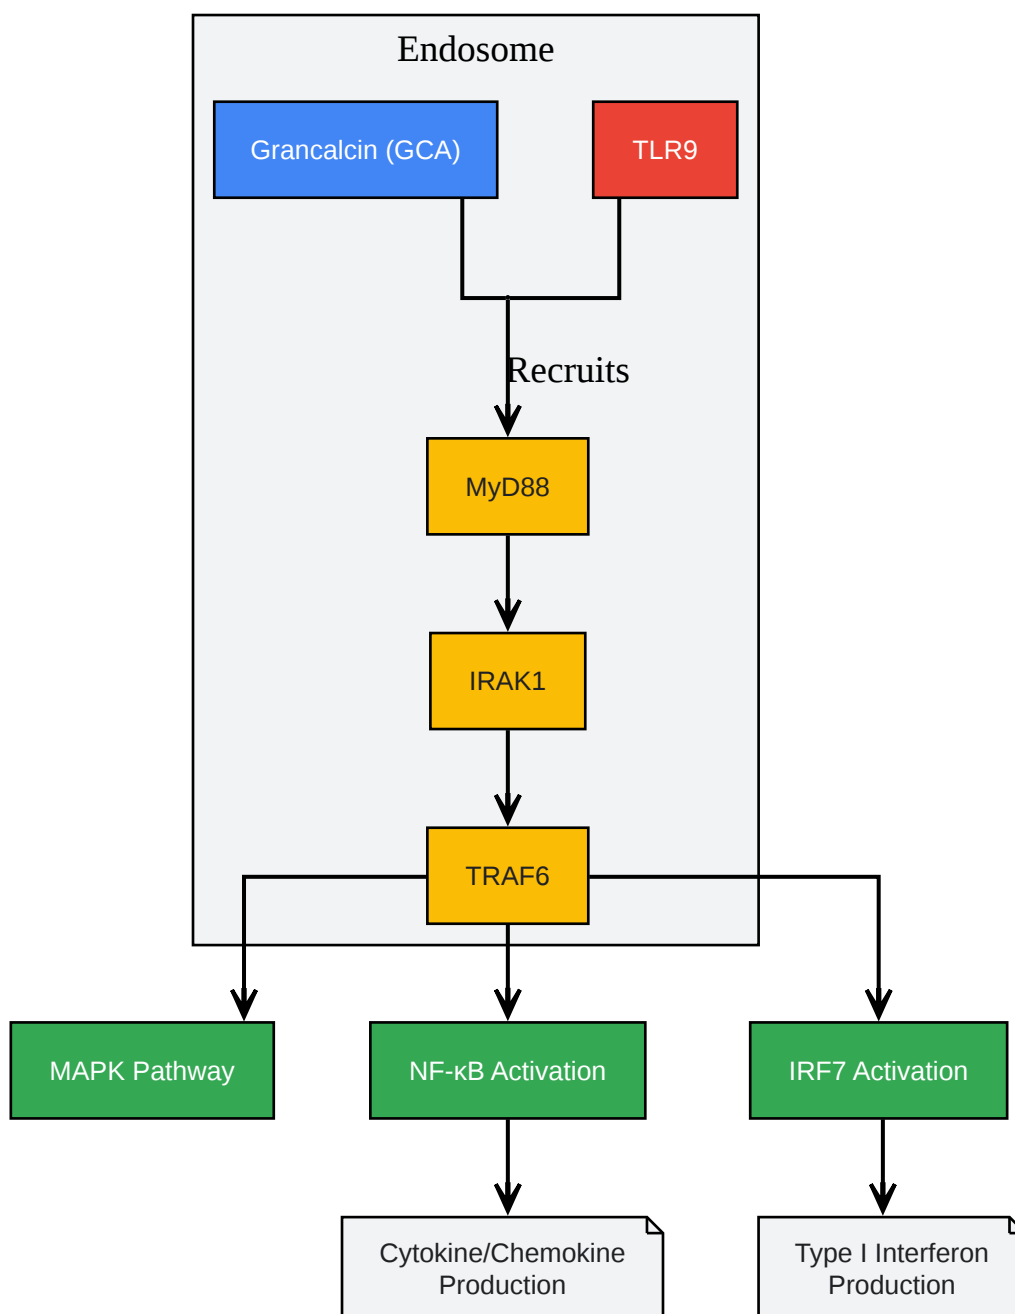 Endosome
Grancalcin (GCA)
TLR9
Recruits
MyD88
IRAK1
TRAF6
MAPK Pathway
NF-κB Activation
IRF7 Activation
Cytokine/Chemokine
Production
Type I Interferon
Production